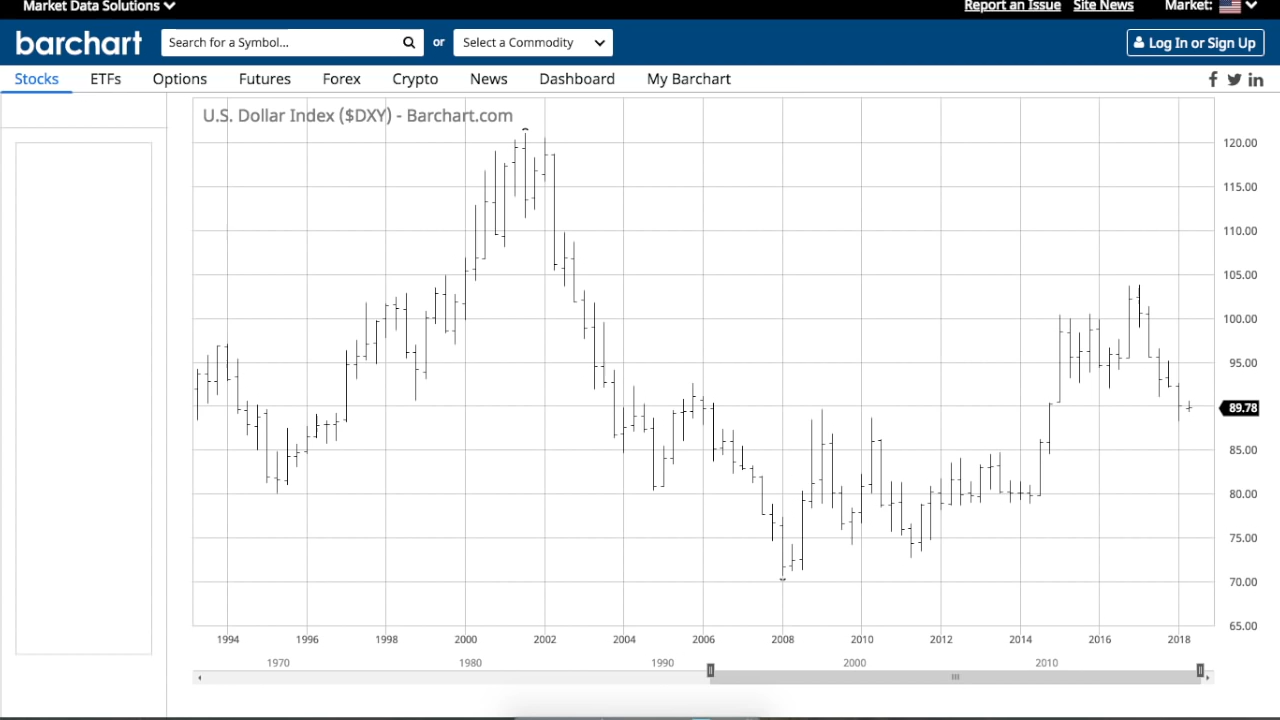 Market Data Solutions Report an Issue Site News Market:
barchart Search for a Symbol... or Select a Commodity Log In or Sign Up
Stocks ETFs Options Futures Forex Crypto News Dashboard My Barchart
U.S. Dollar Index ($DXY) - Barchart.com
120.00
115.00
110.00
105.00
100.00
95.00
89.78
85.00
80.00
75.00
70.00
65.00
1994 1996 1998 2000 2002 2004 2006 2008 2010 2012 2014 2016 2018
1970 1980 1990 2000 2010